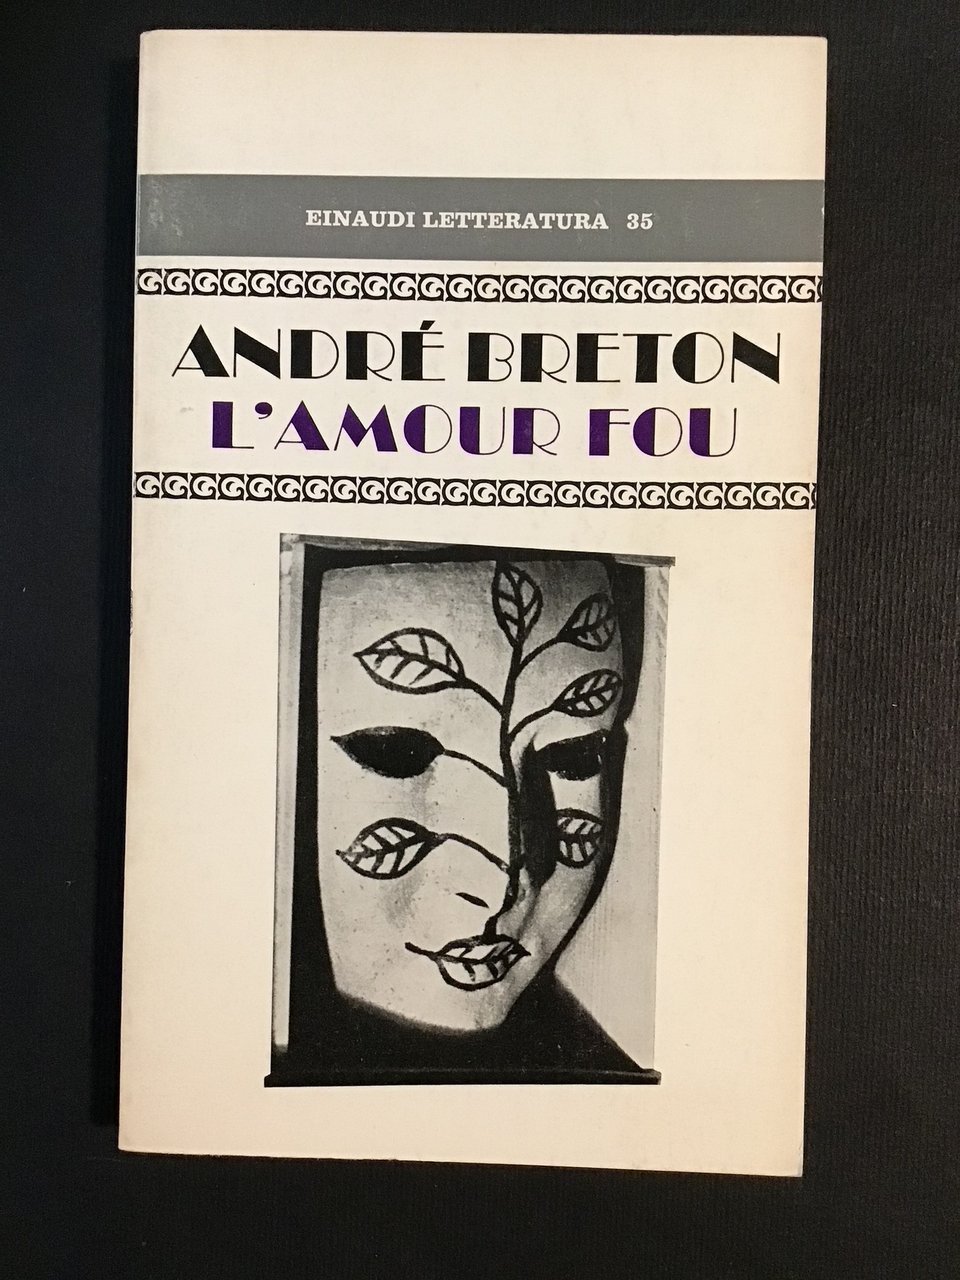 EINAUDI LETTERATURA 35
ANDRÉ BRETON
L'AMOUR FOU